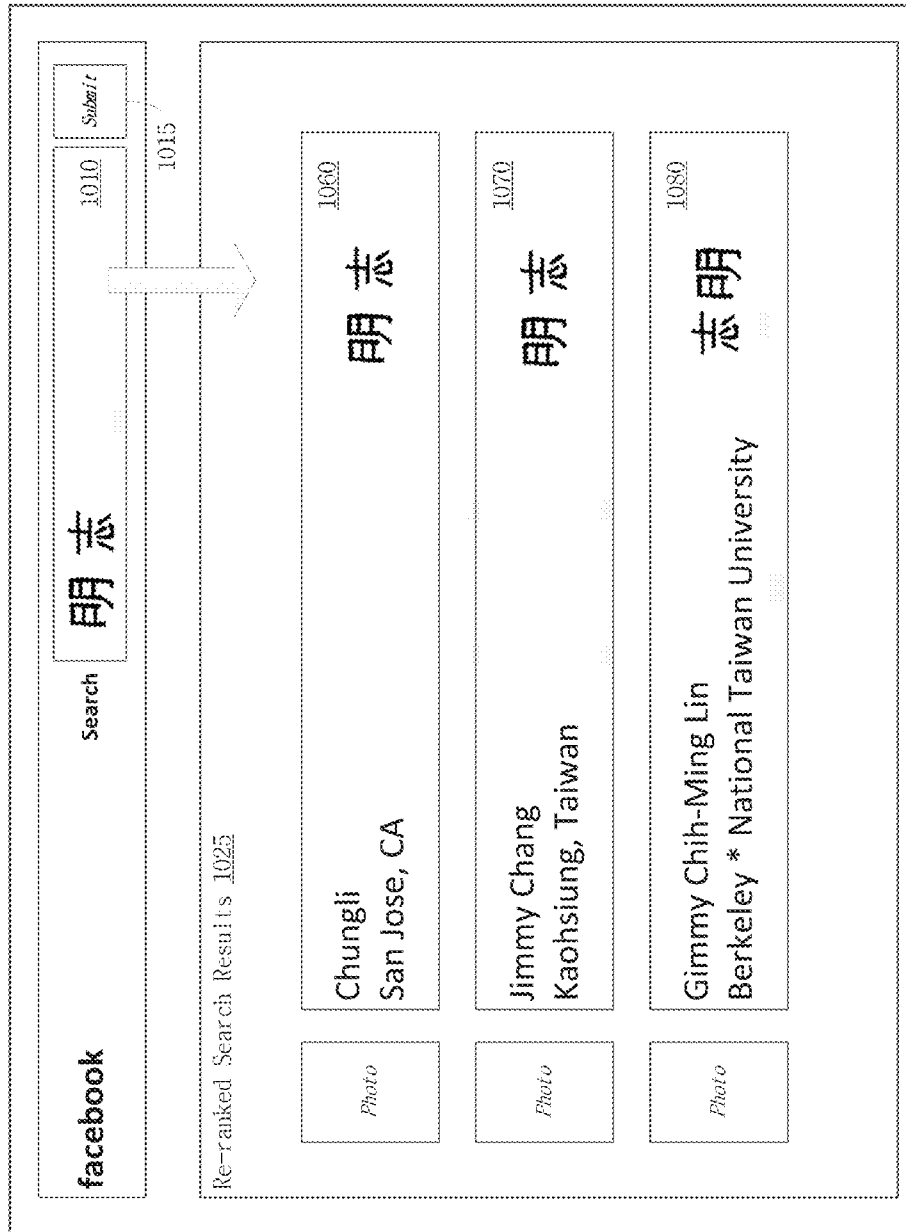 facebook Search 明 志 1010 Submit
1015
Re-ranked Search Results 1025
Photo
Chungli
San Jose, CA
明 志
1060
Photo
Jimmy Chang
Kaohsiung, Taiwan
明 志
1070
Photo
Gimmy Chih-Ming Lin
Berkeley * National Taiwan University
志 明
1080